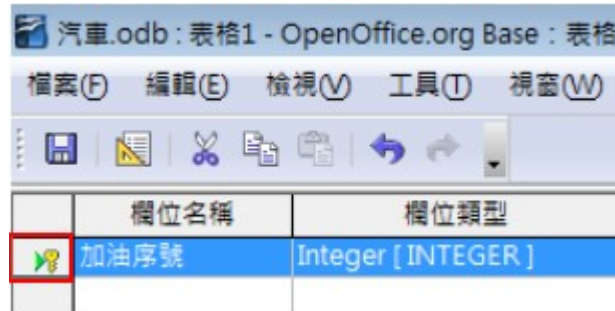 汽車.odb : 表格1 - OpenOffice.org Base : 表格
檔案(F) 編輯(E) 檢視(V) 工具(T) 視窗(W)
欄位名稱 欄位類型
加油序號 Integer [ INTEGER ]